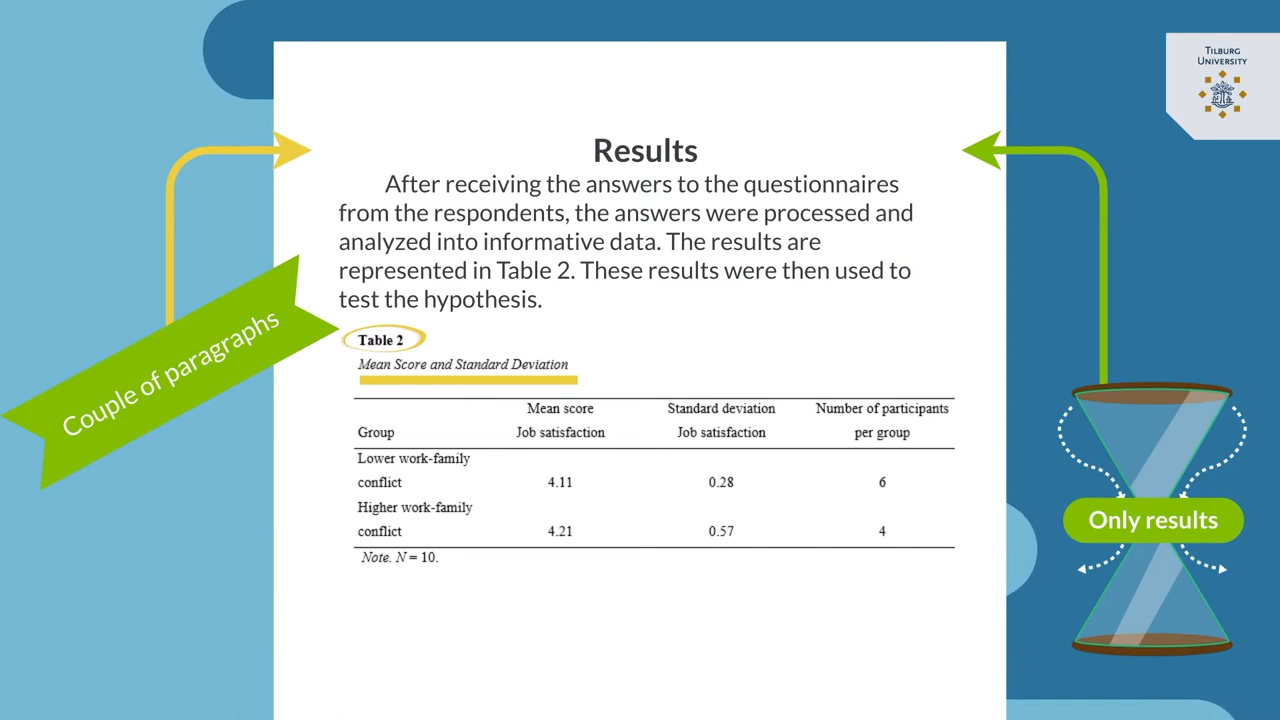 TILBURG
UNIVERSITY
Results
After receiving the answers to the questionnaires
from the respondents, the answers were processed and
analyzed into informative data. The results are
represented in Table 2. These results were then used to
test the hypothesis.
Couple of paragraphs
Table 2
Mean Score and Standard Deviation
Mean score Standard deviation Number of participants
Group Job satisfaction Job satisfaction per group
Lower work-family
conflict 4.11 0.28 6
Higher work-family
conflict 4.21 0.57 4
Note. N = 10.
Only results